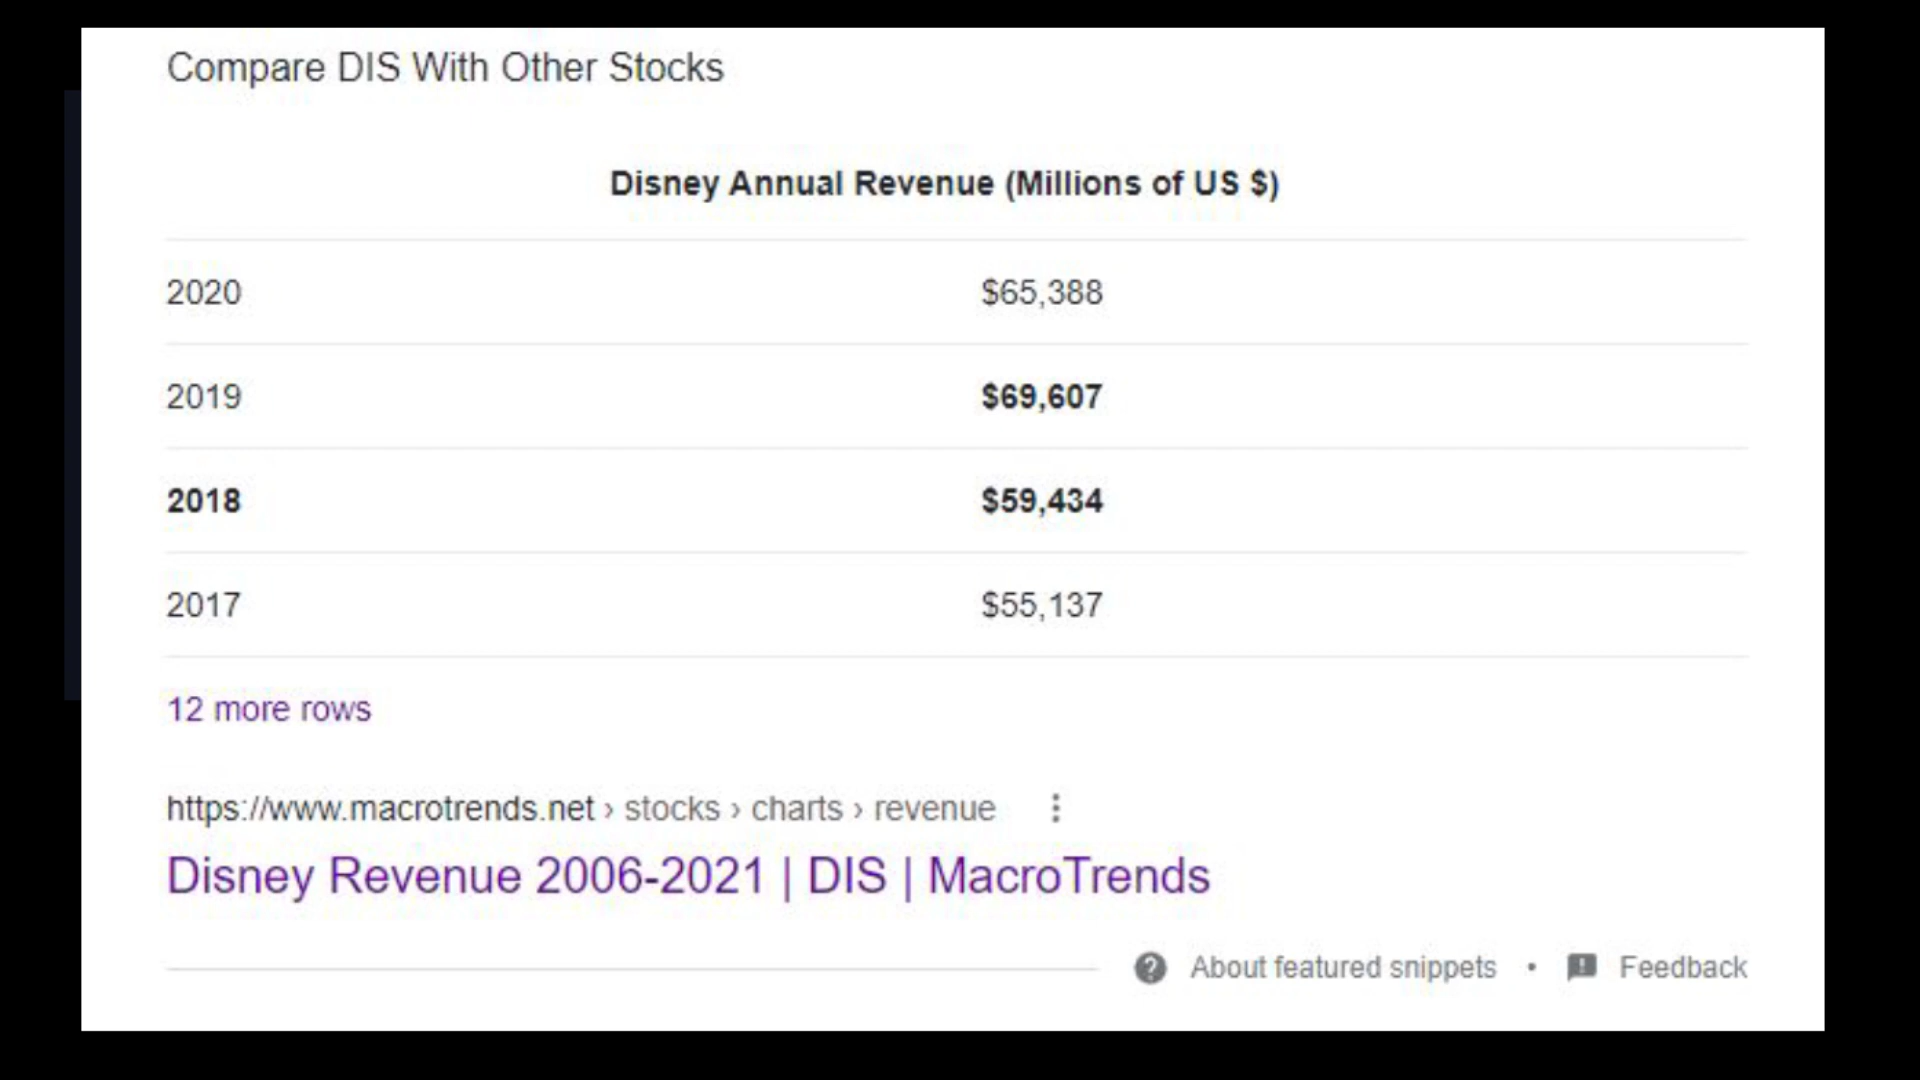 Compare DIS With Other Stocks
Disney Annual Revenue (Millions of US $)
2020 $65,388
2019 $69,607
2018 $59,434
2017 $55,137
12 more rows
https://www.macrotrends.net › stocks › charts › revenue
Disney Revenue 2006-2021 | DIS | MacroTrends
About featured snippets • Feedback